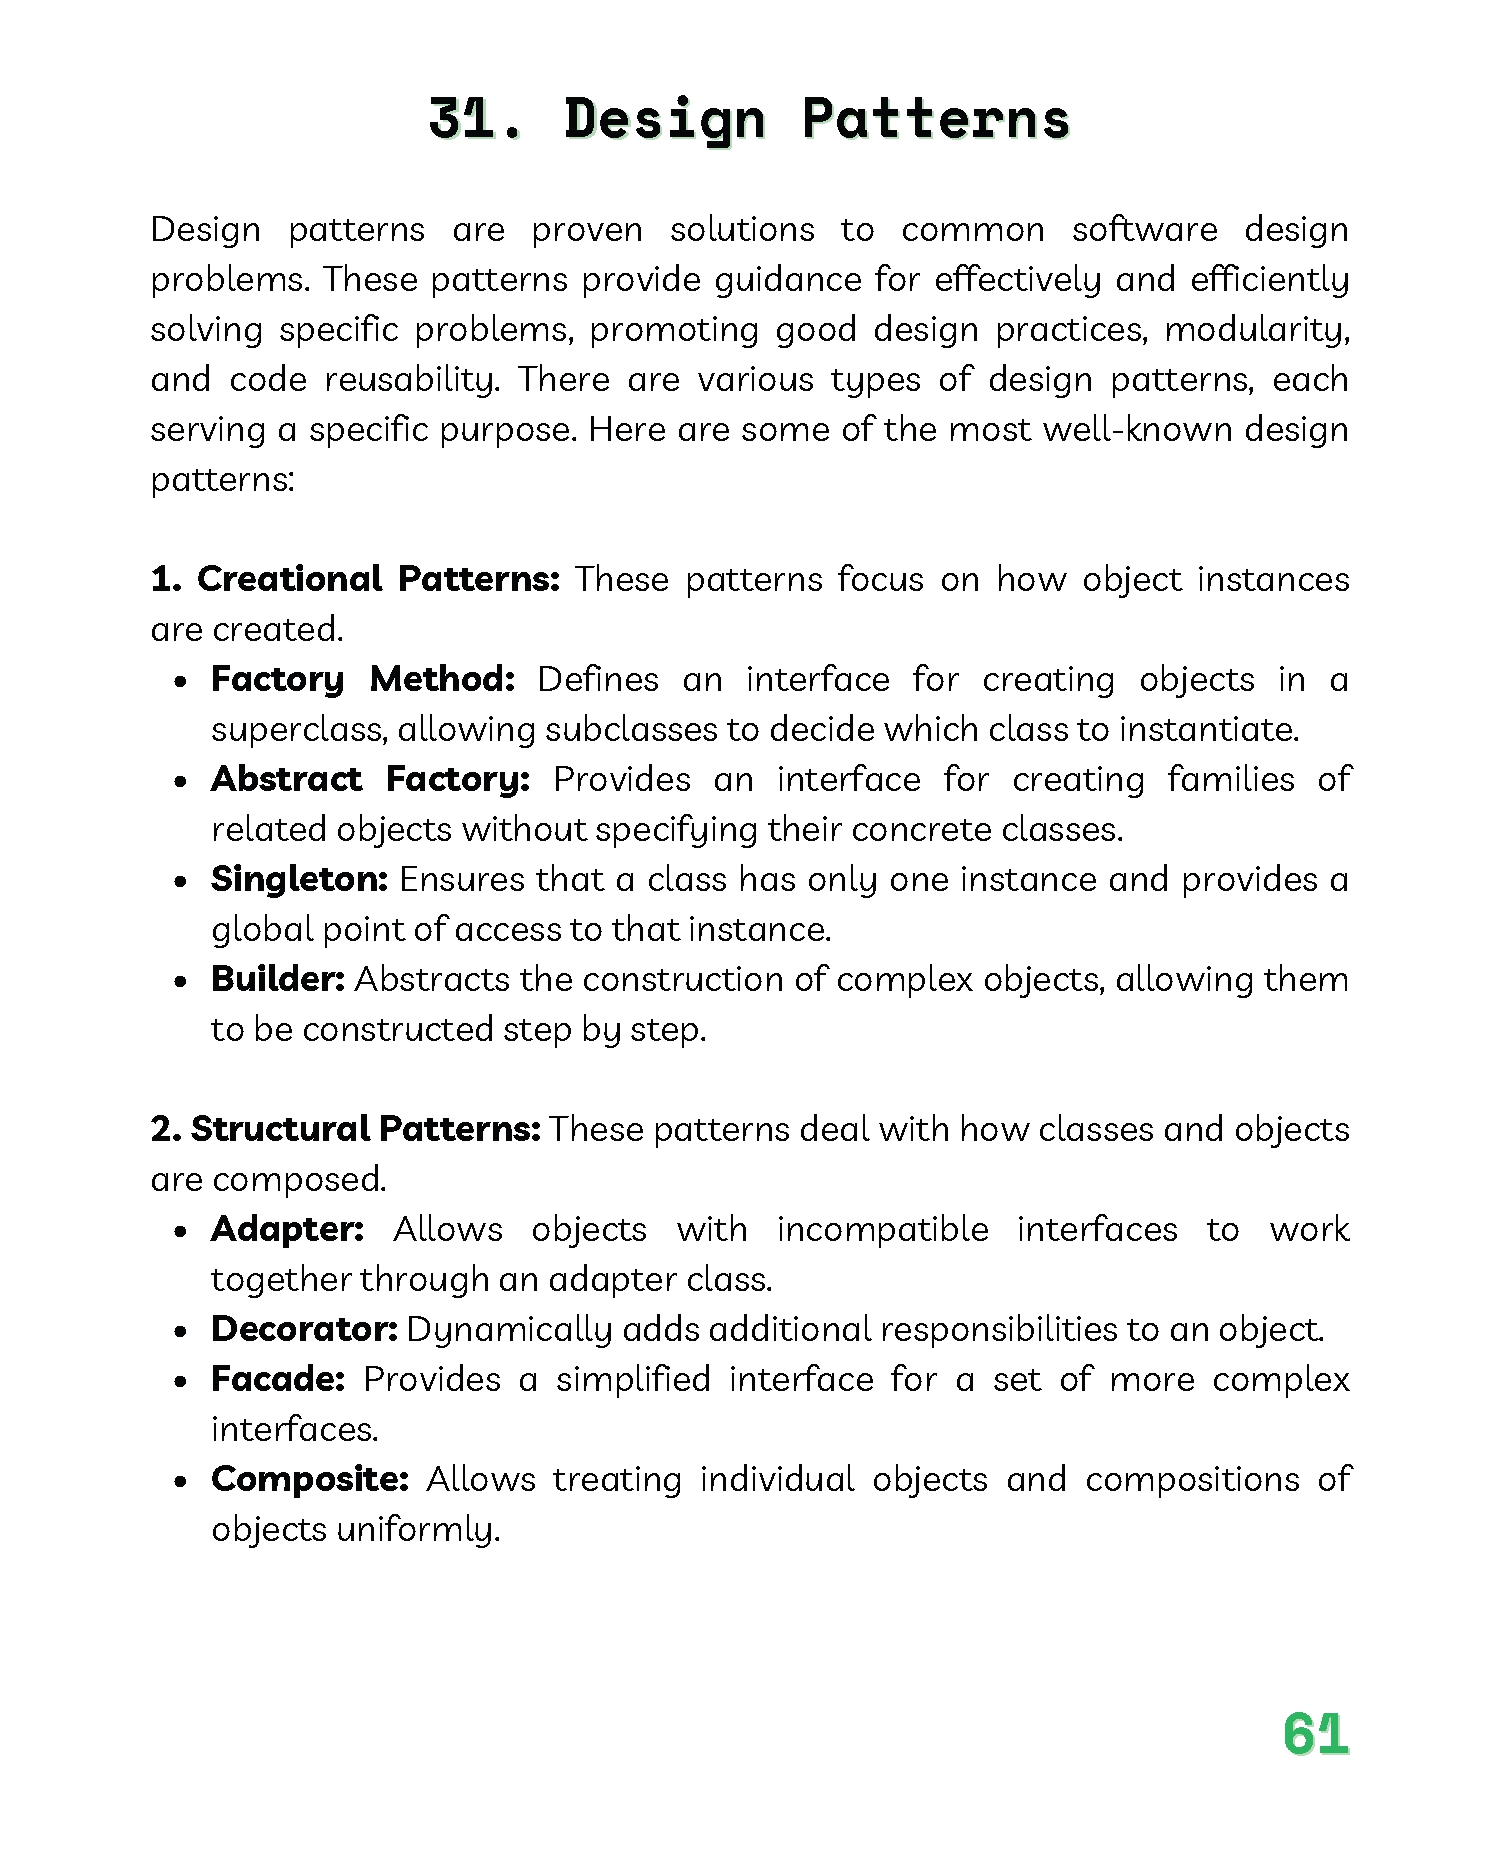 31. Design Patterns
Design patterns are proven solutions to common software design
problems. These patterns provide guidance for effectively and efficiently
solving specific problems, promoting good design practices, modularity,
and code reusability. There are various types of design patterns, each
serving a specific purpose. Here are some of the most well-known design
patterns:
1. Creational Patterns: These patterns focus on how object instances
are created.
• Factory Method: Defines an interface for creating objects in a
superclass, allowing subclasses to decide which class to instantiate.
• Abstract Factory: Provides an interface for creating families of
related objects without specifying their concrete classes.
• Singleton: Ensures that a class has only one instance and provides a
global point of access to that instance.
• Builder: Abstracts the construction of complex objects, allowing them
to be constructed step by step.
2. Structural Patterns: These patterns deal with how classes and objects
are composed.
• Adapter: Allows objects with incompatible interfaces to work
together through an adapter class.
• Decorator: Dynamically adds additional responsibilities to an object.
• Facade: Provides a simplified interface for a set of more complex
interfaces.
• Composite: Allows treating individual objects and compositions of
objects uniformly.
61